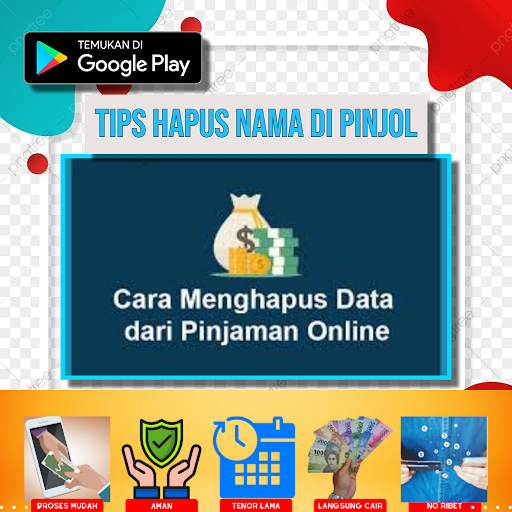 TEMUKAN DI
Google Play
TIPS HAPUS NAMA DI PINJOL
$
Cara Menghapus Data
dari Pinjaman Online
PROSES MUDAH
AMAN
TENOR LAMA
LANGSUNG CAIR
NO RIBET
pngtree